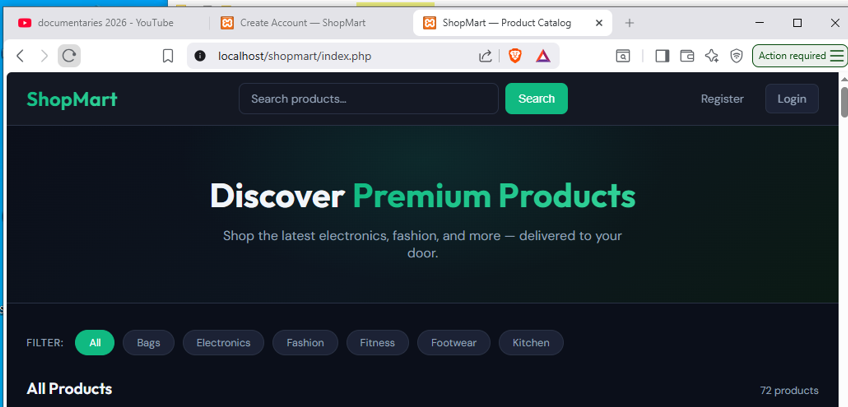 documentaries 2026 - YouTube
Create Account — ShopMart
ShopMart — Product Catalog
localhost/shopmart/index.php
Action required
ShopMart
Search products...
Search
Register
Login
Discover Premium Products
Shop the latest electronics, fashion, and more — delivered to your
door.
FILTER: All Bags Electronics Fashion Fitness Footwear Kitchen
All Products
72 products